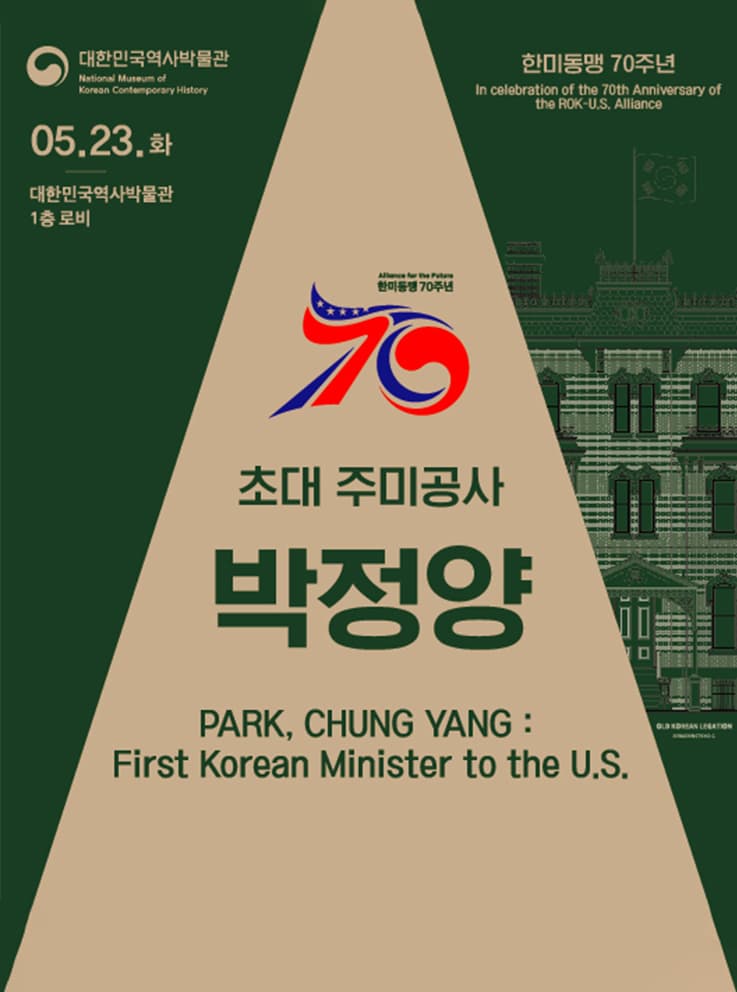 대한민국역사박물관
National Museum of
Korean Contemporary History
05.23.화
대한민국역사박물관
1층 로비
한미동맹 70주년
In celebration of the 70th Anniversary of
the ROK-U.S. Alliance
Alliance for the Future
한미동맹 70주년
70
초대 주미공사
박정양
PARK, CHUNG YANG :
First Korean Minister to the U.S.
OLD KOREAN LEGATION